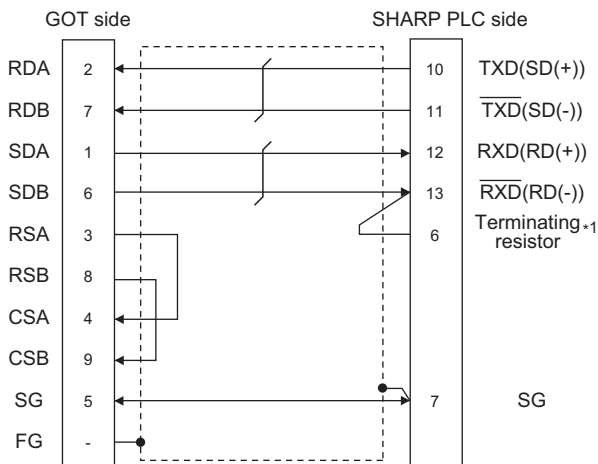 GOT side SHARP PLC side
RDA 2 10 TXD(SD(+))
RDB 7 11 TXD(SD(-))
SDA 1 12 RXD(RD(+))
SDB 6 13 RXD(RD(-))
RSA 3 6 Terminating *1
resistor
RSB 8
CSA 4
CSB 9
SG 5 7 SG
FG -